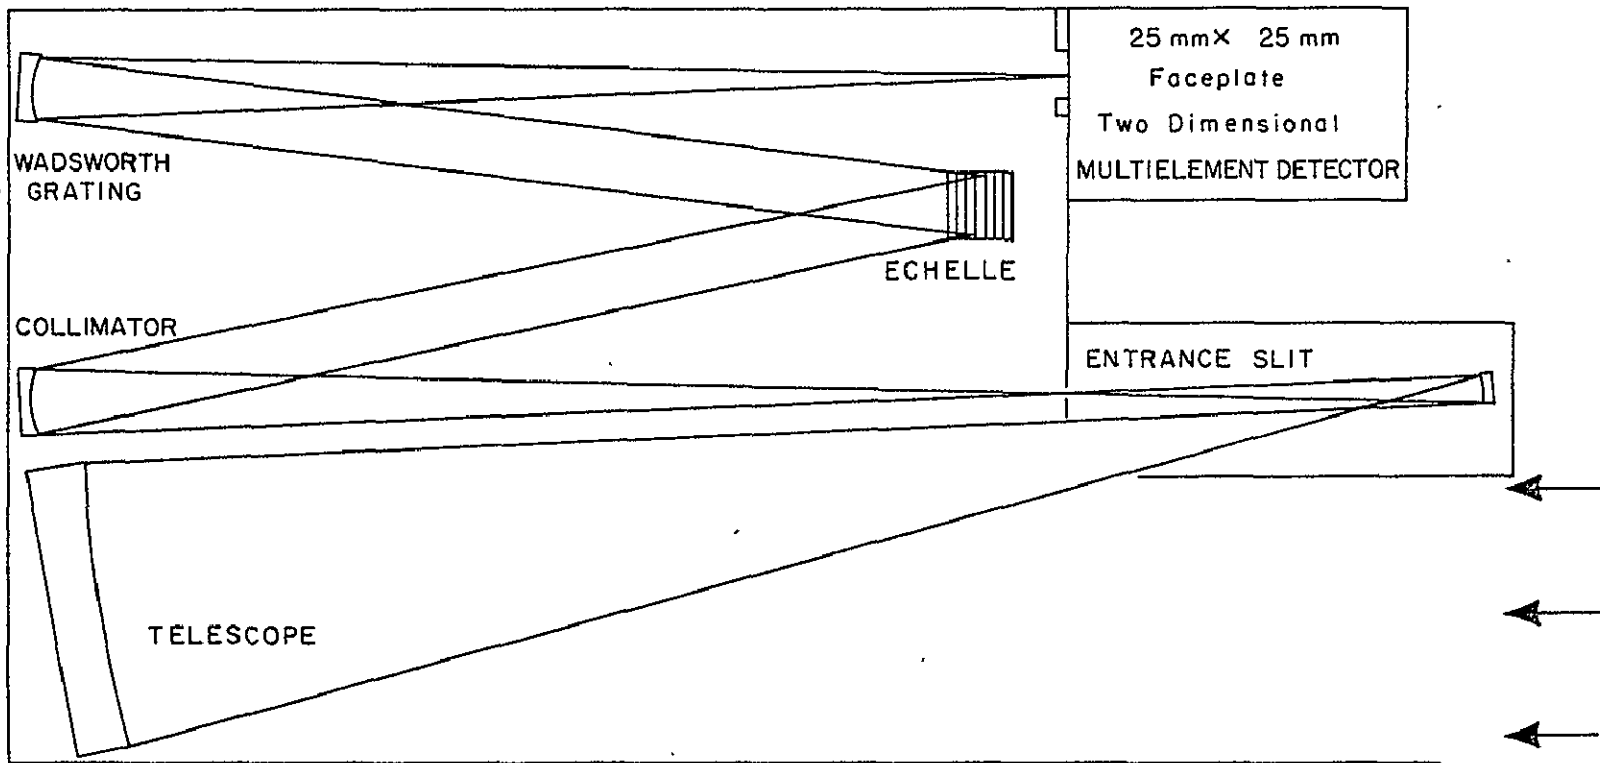 25 mm× 25 mm
Faceplate
Two Dimensional
MULTIELEMENT DETECTOR
WADSWORTH
GRATING
ECHELLE
COLLIMATOR
ENTRANCE SLIT
TELESCOPE